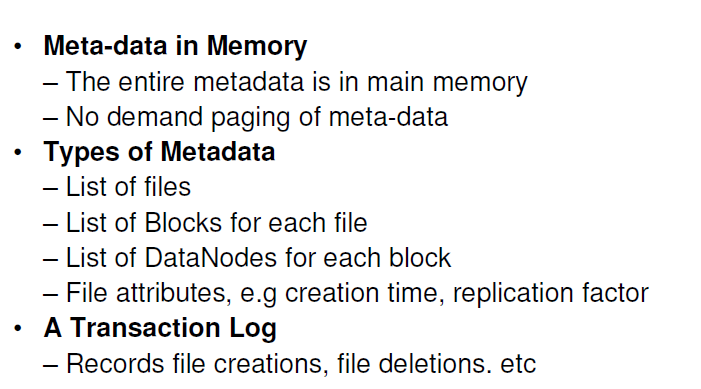 • Meta-data in Memory
– The entire metadata is in main memory
– No demand paging of meta-data
• Types of Metadata
– List of files
– List of Blocks for each file
– List of DataNodes for each block
– File attributes, e.g creation time, replication factor
• A Transaction Log
– Records file creations, file deletions. etc